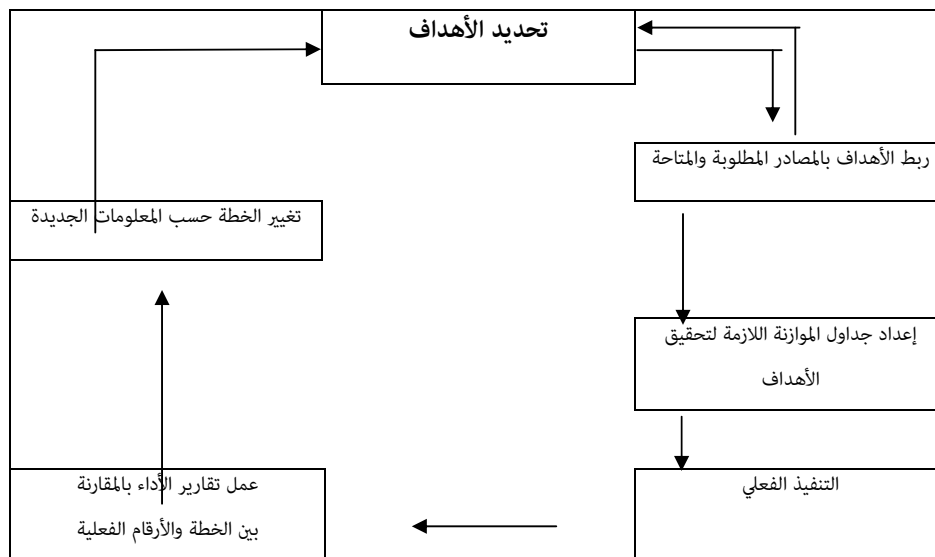 تحديد الأهداف
ربط الأهداف بالمصادر المطلوبة والمتاحة
تغيير الخطة حسب المعلومات الجديدة
إعداد جداول الموازنة اللازمة لتحقيق
الأهداف
التنفيذ الفعلي
عمل تقارير الأداء بالمقارنة
بين الخطة والأرقام الفعلية